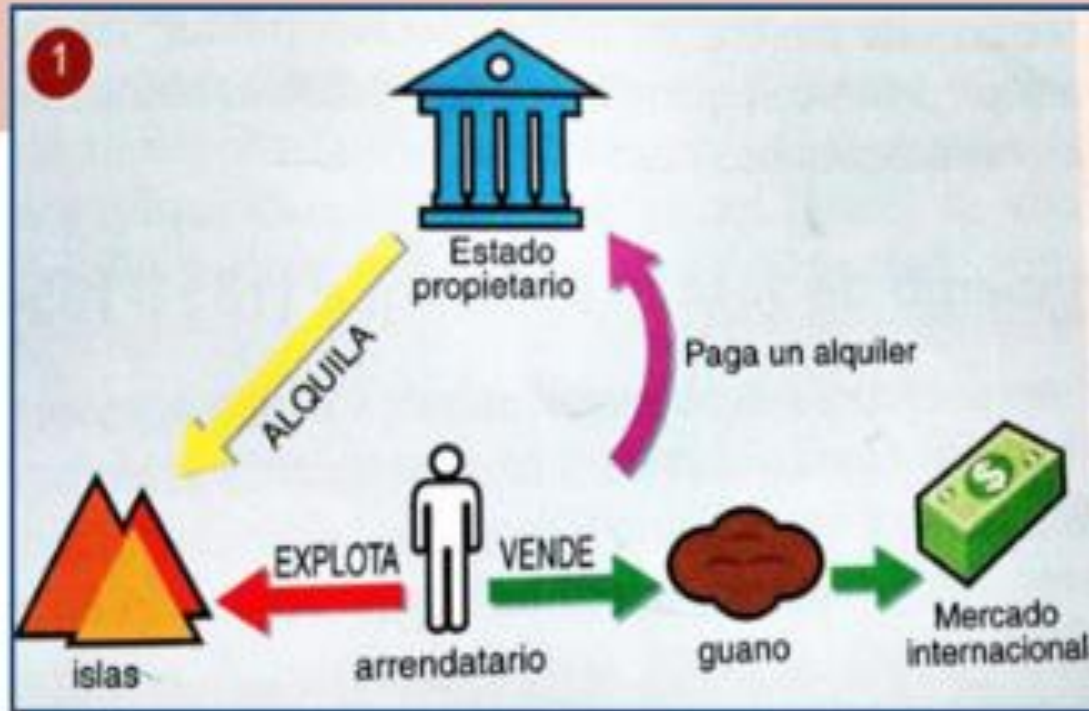 1
Estado
propietario
ALQUILA
Paga un alquiler
EXPLOTA
VENDE
islas
arrendatario
guano
Mercado
internacional
$